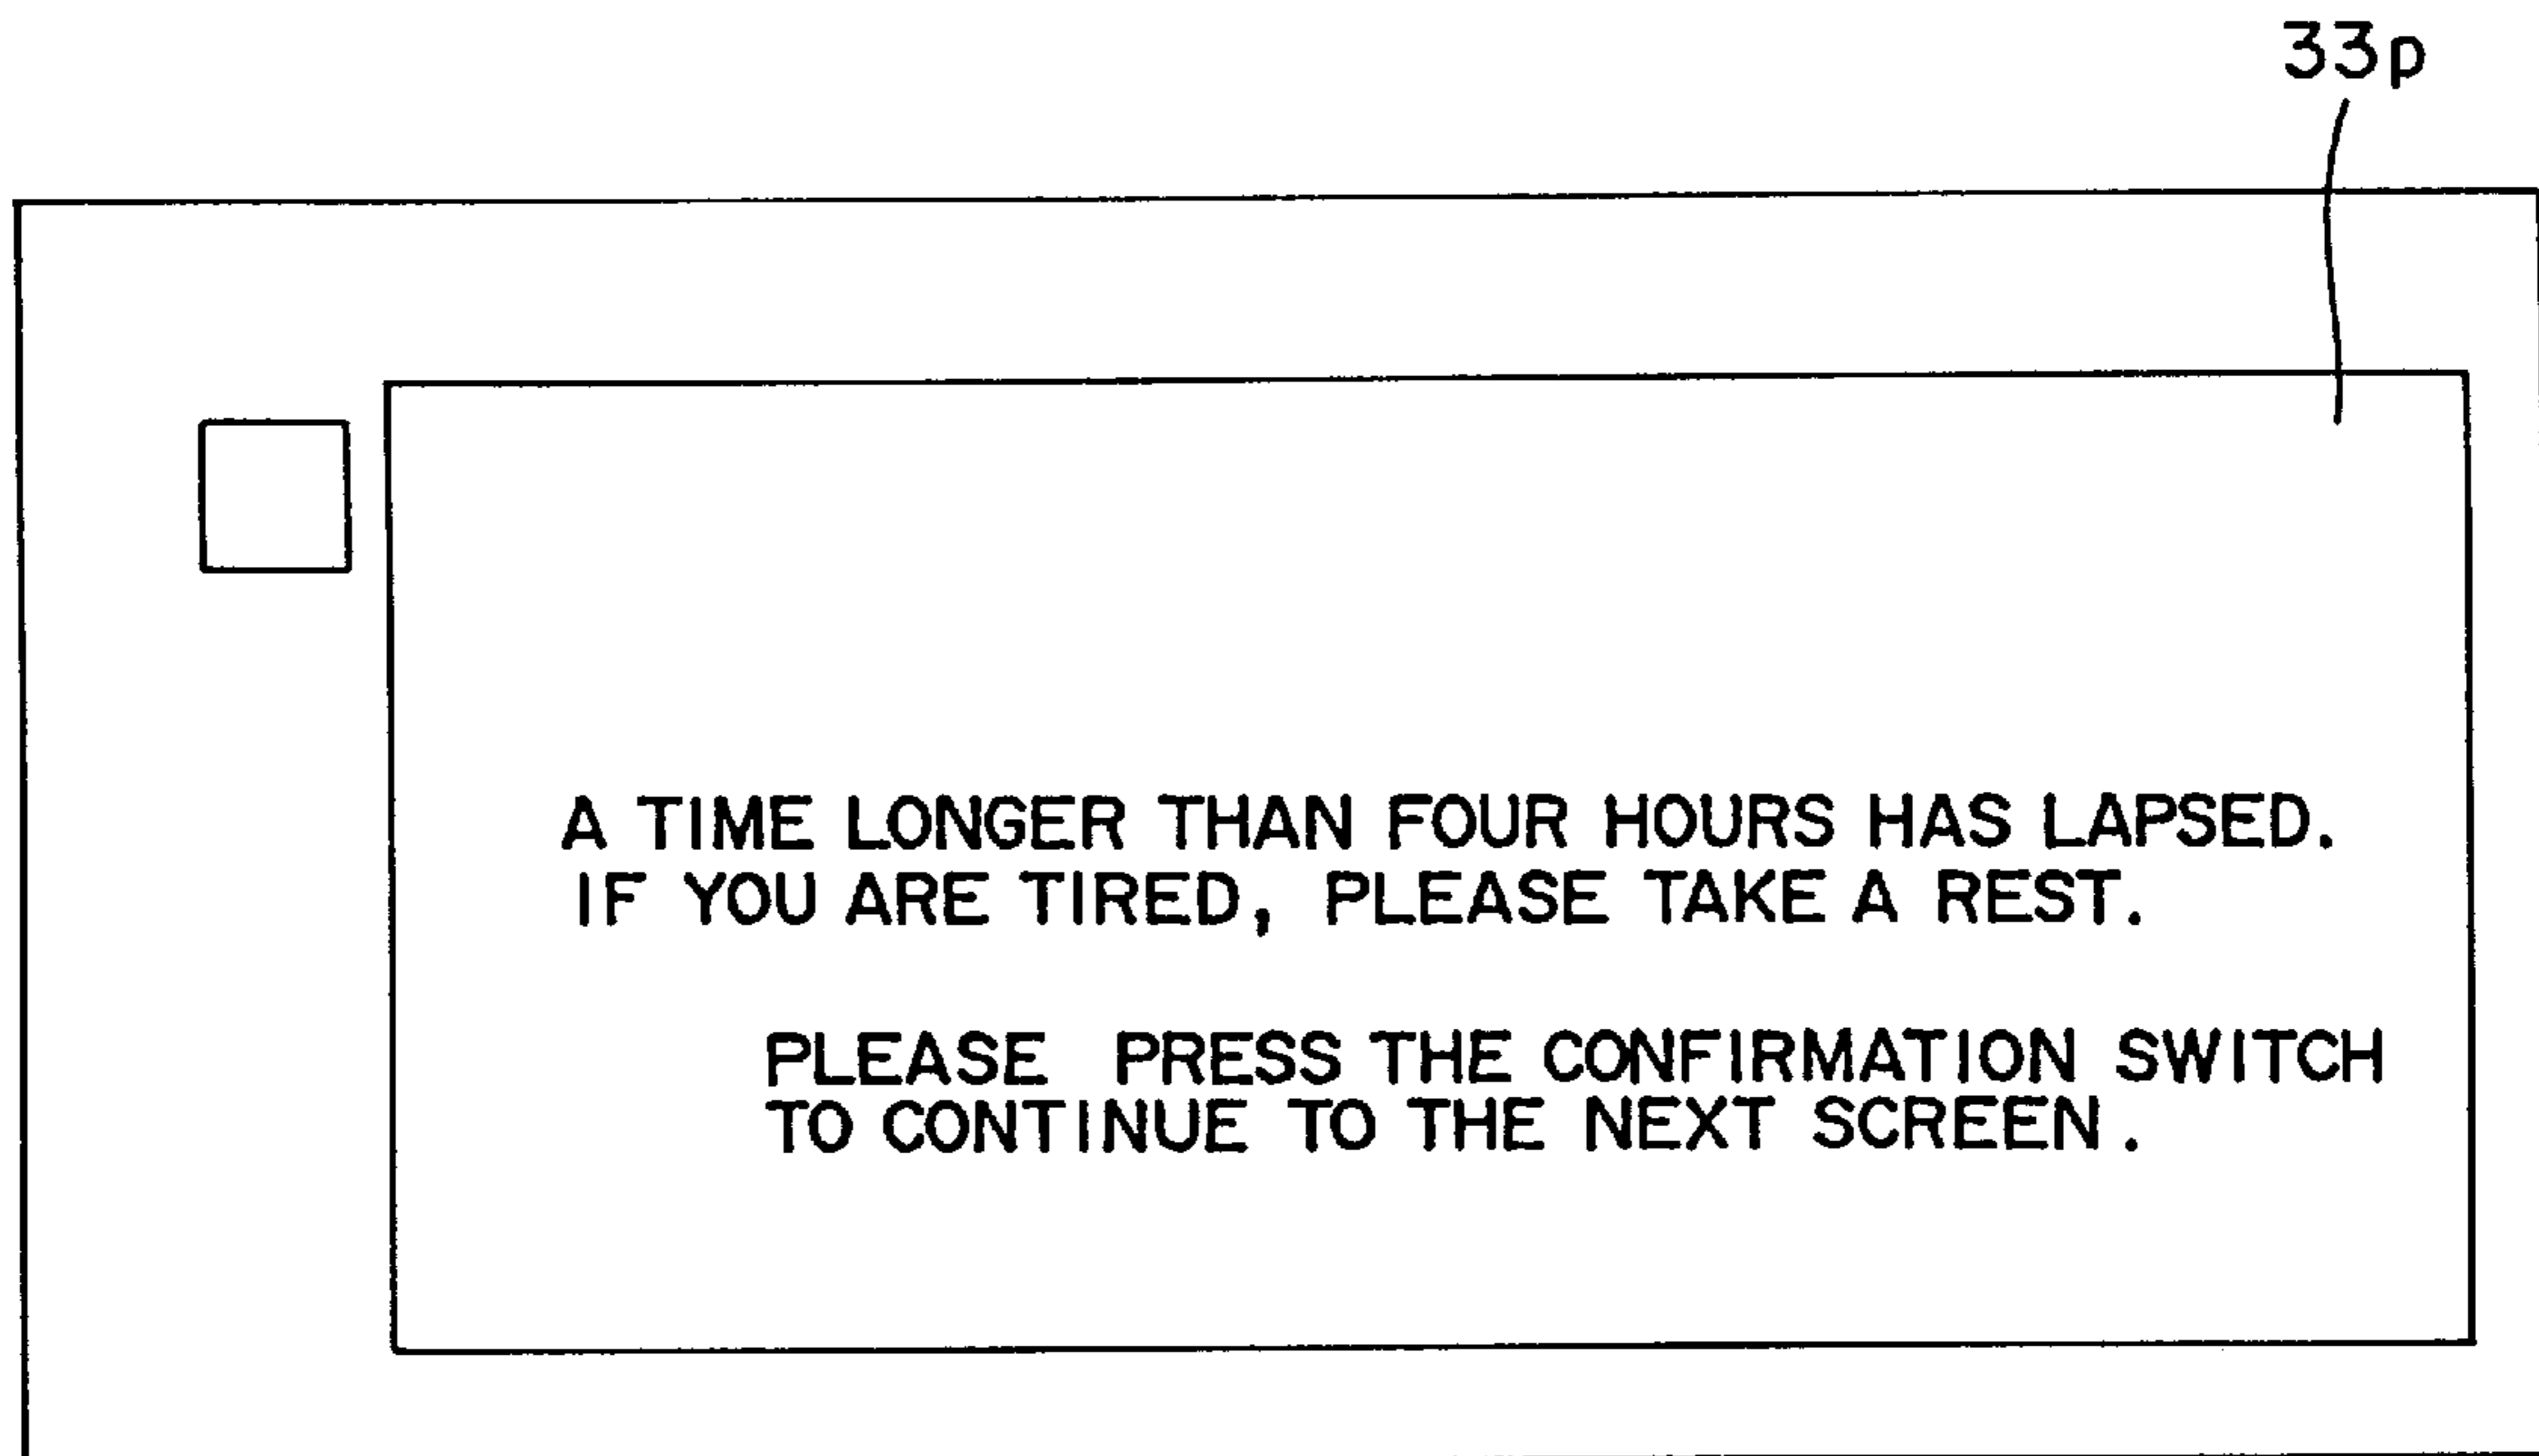 33p
A TIME LONGER THAN FOUR HOURS HAS LAPSED.
IF YOU ARE TIRED, PLEASE TAKE A REST.
PLEASE PRESS THE CONFIRMATION SWITCH
TO CONTINUE TO THE NEXT SCREEN.